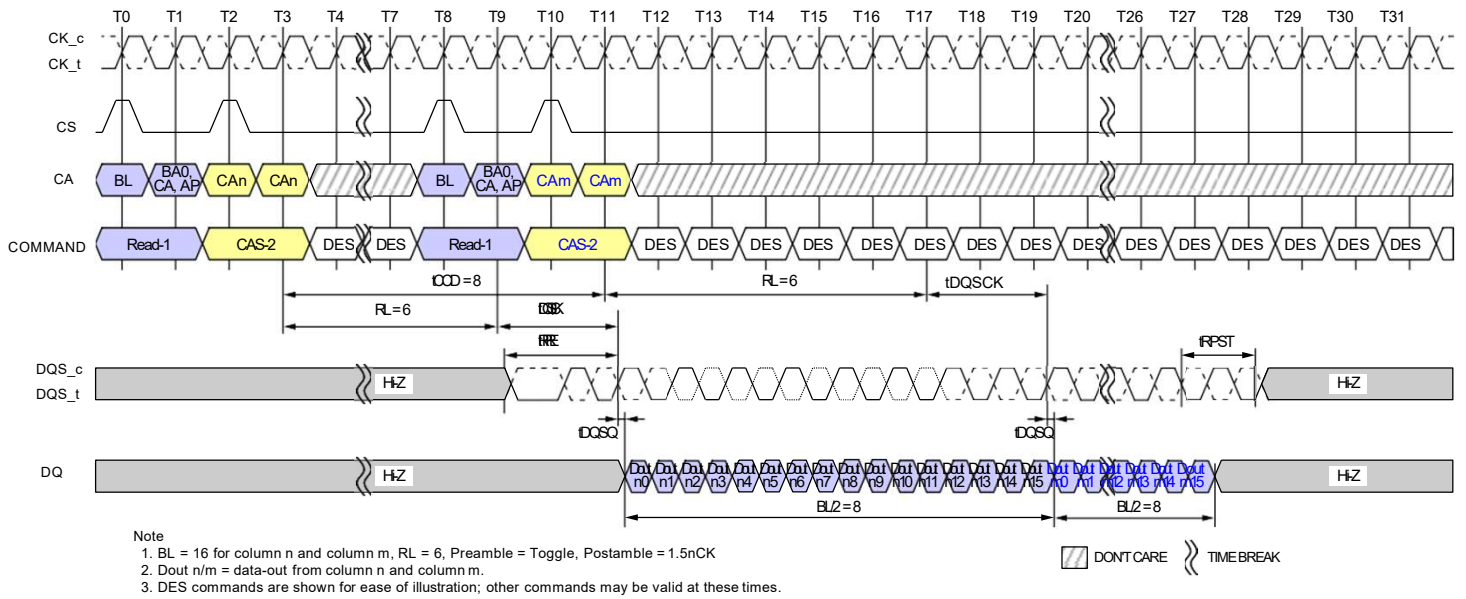 T0 T1 T2 T3 T4 T7 T8 T9 T10 T11 T12 T13 T14 T15 T16 T17 T18 T19 T20 T26 T27 T28 T29 T30 T31
CK_c
CK_t
CS
CA BL BA0, CA, AP CAn CAn BL BA0, CA, AP CAm CAm
COMMAND Read-1 CAS-2 DES DES Read-1 CAS-2 DES DES DES DES DES DES DES DES DES DES DES DES DES DES DES
tCCD = 8 RL = 6 tDQSCK
RL = 6
tRPST
DQS_c
DQS_t
Hi-Z Hi-Z
tDQSQ tDQSQ
DQ Hi-Z Hi-Z
Dout Dout Dout Dout Dout Dout Dout Dout Dout Dout Dout Dout Dout Dout Dout Dout Dout Dout Dout Dout Dout Dout
n0 n1 n2 n3 n4 n5 n6 n7 n8 n9 n10 n11 n12 n13 n14 n15 m0 m1 m12 m13 m14 m15
BL/2 = 8 BL/2 = 8
Note
1. BL = 16 for column n and column m, RL = 6, Preamble = Toggle, Postamble = 1.5nCK
2. Dout n/m = data-out from column n and column m.
3. DES commands are shown for ease of illustration; other commands may be valid at these times.
DON'T CARE TIME BREAK